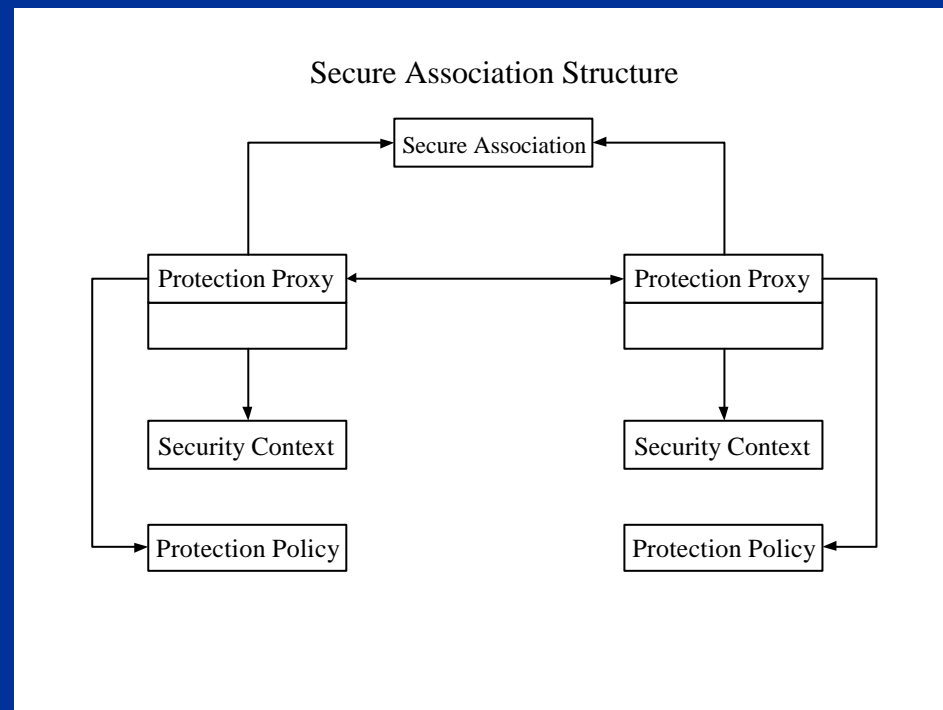 Secure Association Structure
Secure Association
Protection Proxy
Protection Proxy
Security Context
Security Context
Protection Policy
Protection Policy